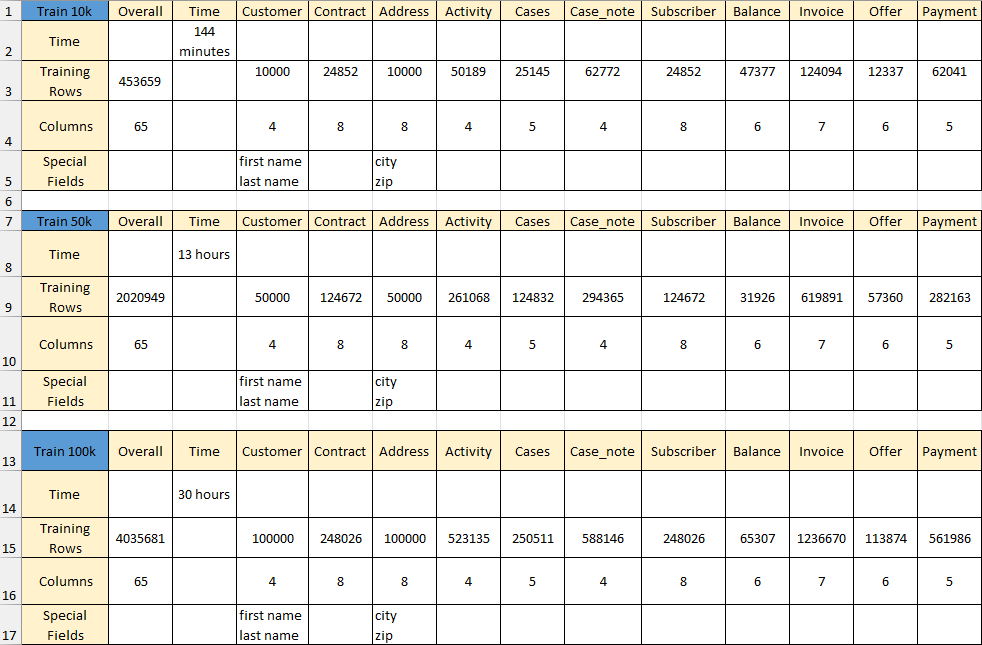 1 Train 10k Overall Time Customer Contract Address Activity Cases Case_note Subscriber Balance Invoice Offer Payment
2 Time 144
minutes
3 Training
Rows 453659 10000 24852 10000 50189 25145 62772 24852 47377 124094 12337 62041
4 Columns 65 4 8 8 4 5 4 8 6 7 6 5
5 Special
Fields first name
last name city
zip
6
7 Train 50k Overall Time Customer Contract Address Activity Cases Case_note Subscriber Balance Invoice Offer Payment
8 Time 13 hours
9 Training
Rows 2020949 50000 124672 50000 261068 124832 294365 124672 31926 619891 57360 282163
10 Columns 65 4 8 8 4 5 4 8 6 7 6 5
11 Special
Fields first name
last name city
zip
12
13 Train 100k Overall Time Customer Contract Address Activity Cases Case_note Subscriber Balance Invoice Offer Payment
14 Time 30 hours
15 Training
Rows 4035681 100000 248026 100000 523135 250511 588146 248026 65307 1236670 113874 561986
16 Columns 65 4 8 8 4 5 4 8 6 7 6 5
17 Special
Fields first name
last name city
zip